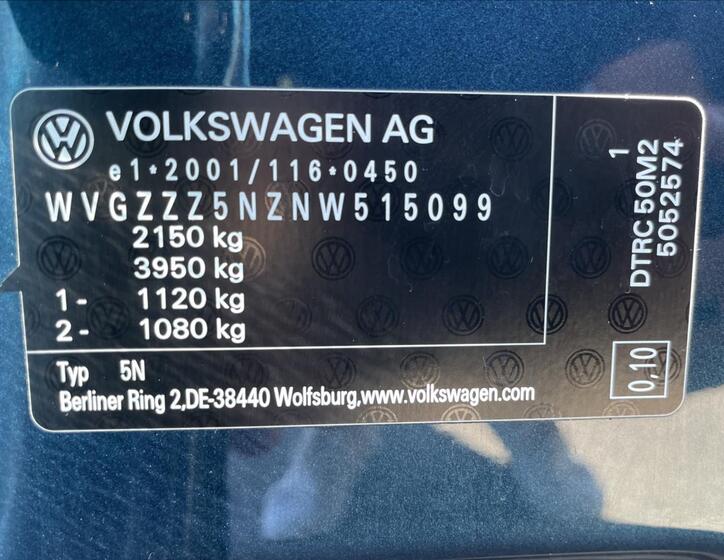 VOLKSWAGEN AG
e1*2001/116*0450
WVGZZZ5NZNW515099
2150 kg
3950 kg
1- 1120 kg
2- 1080 kg
Typ 5N
Berliner Ring 2,DE-38440 Wolfsburg,www.volkswagen.com
1
DTRC 50M2
5052574
0,10